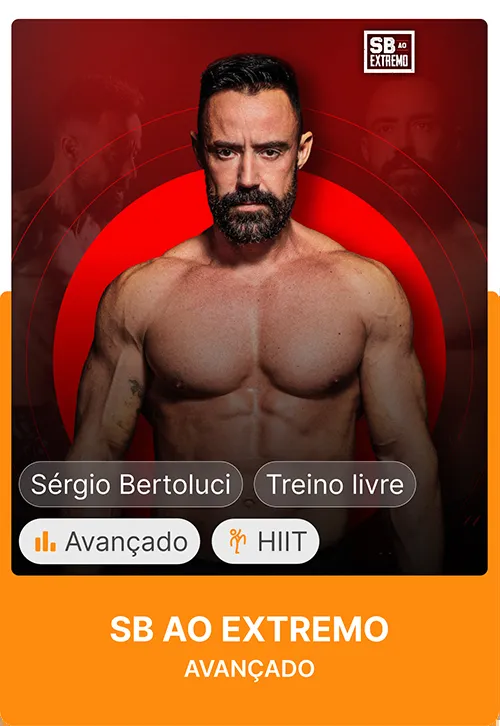 SB AO
EXTREMO
Sérgio Bertoluci
Treino livre
Avançado
HIIT
SB AO EXTREMO
AVANÇADO